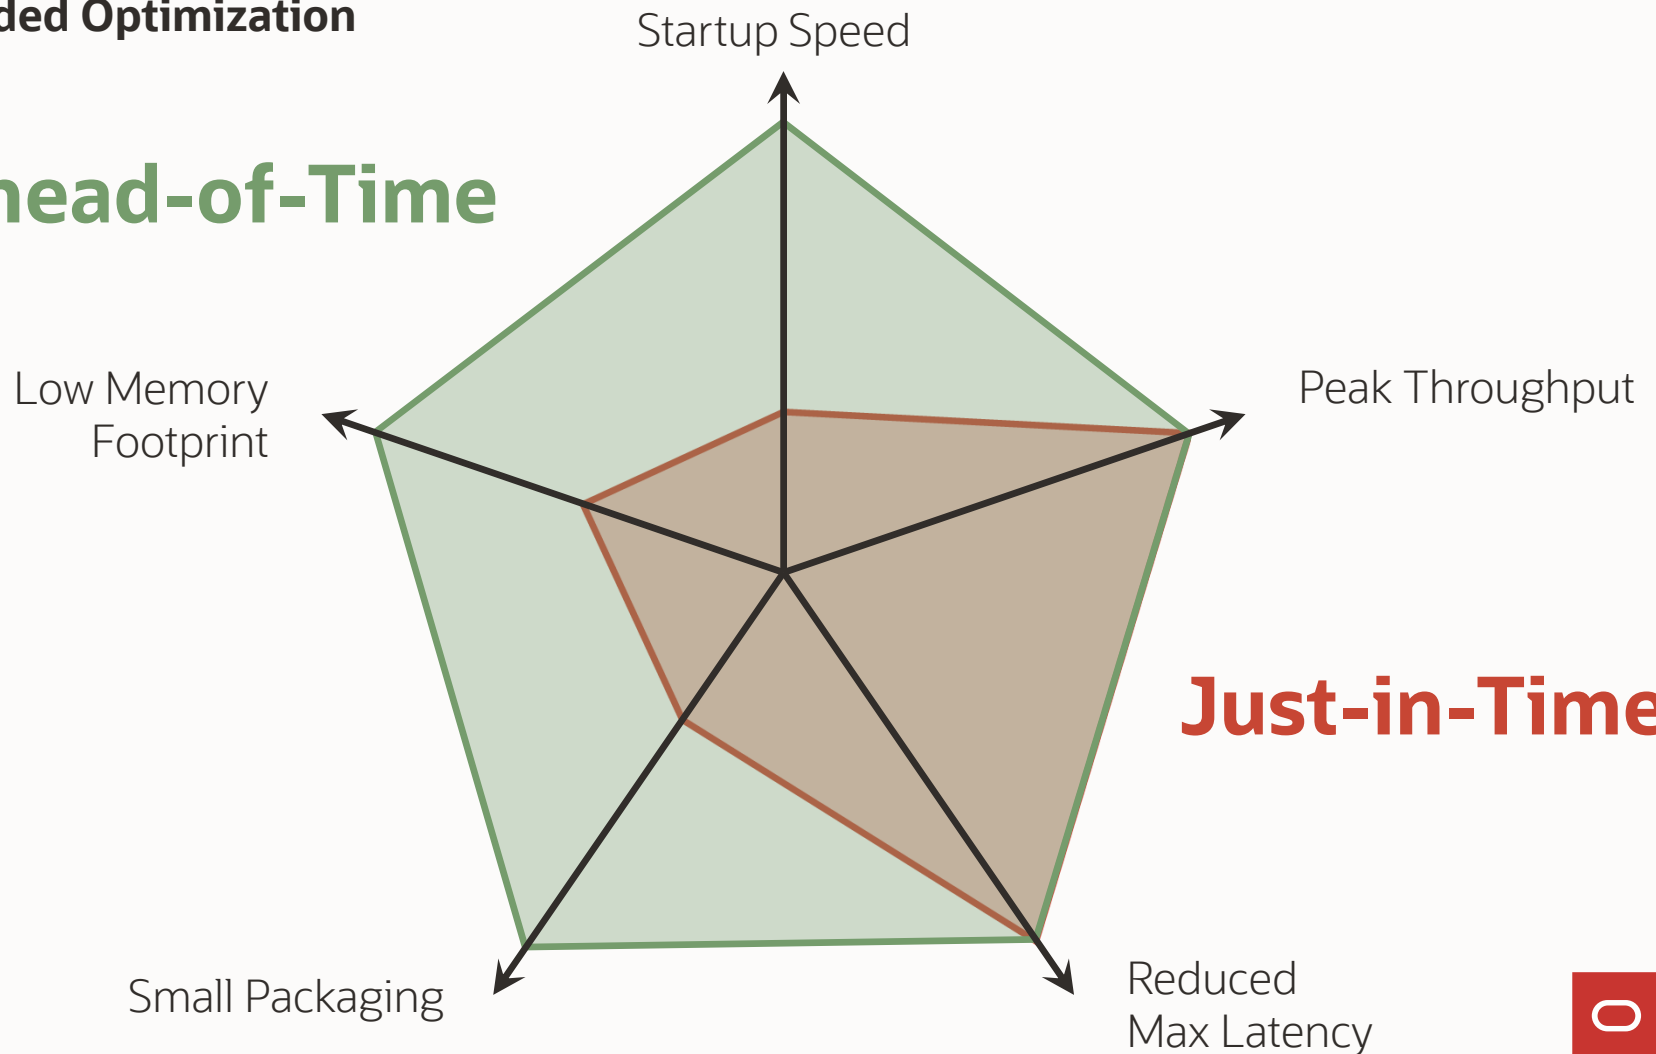 ded Optimization
Startup Speed
head-of-Time
Low Memory
Footprint
Peak Throughput
Just-in-Time
Small Packaging
Reduced
Max Latency